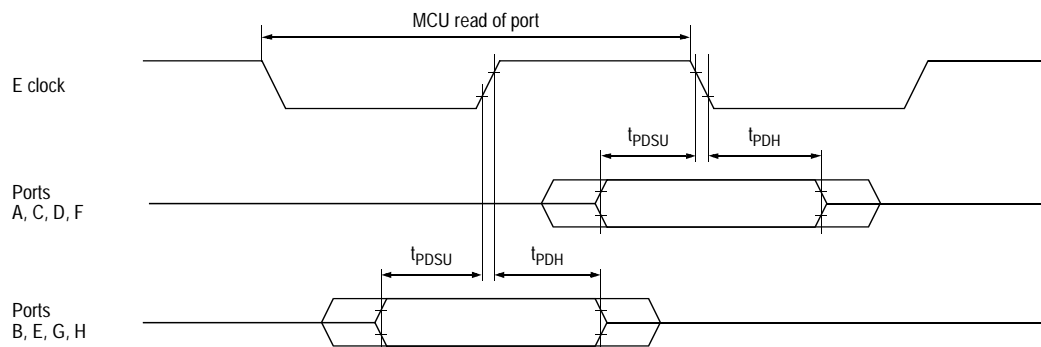 MCU read of port
E clock
tPDSU tPDH
Ports
A, C, D, F
tPDSU tPDH
Ports
B, E, G, H